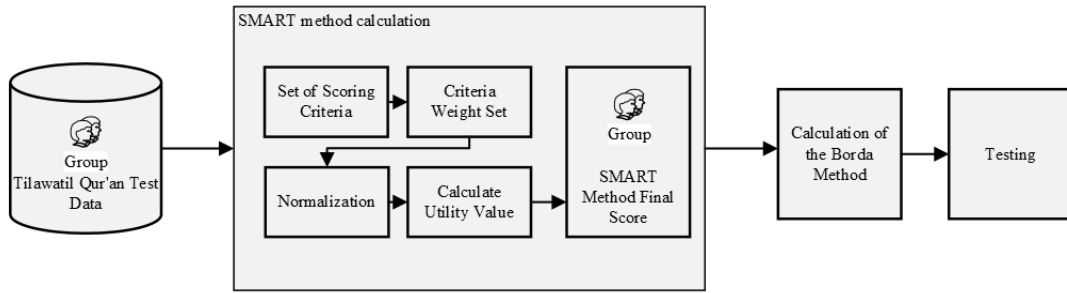 SMART method calculation
Group
Tilawatil Qur'an Test
Data
Set of Scoring
Criteria
Criteria
Weight Set
Normalization
Calculate
Utility Value
Group
SMART
Method Final
Score
Calculation of
the Borda
Method
Testing